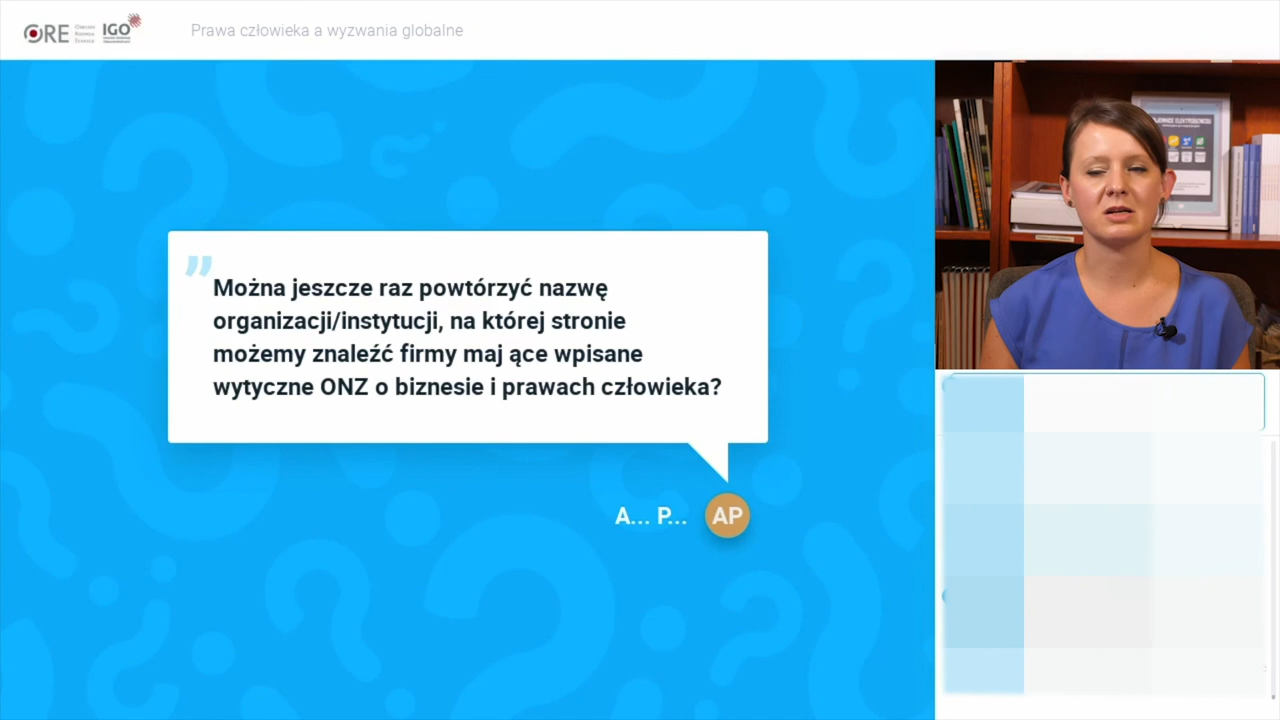 ORE
IGO
Prawa człowieka a wyzwania globalne
”
Można jeszcze raz powtórzyć nazwę
organizacji/instytucji, na której stronie
możemy znaleźć firmy maj ące wpisane
wytyczne ONZ o biznesie i prawach człowieka?
A... P... AP